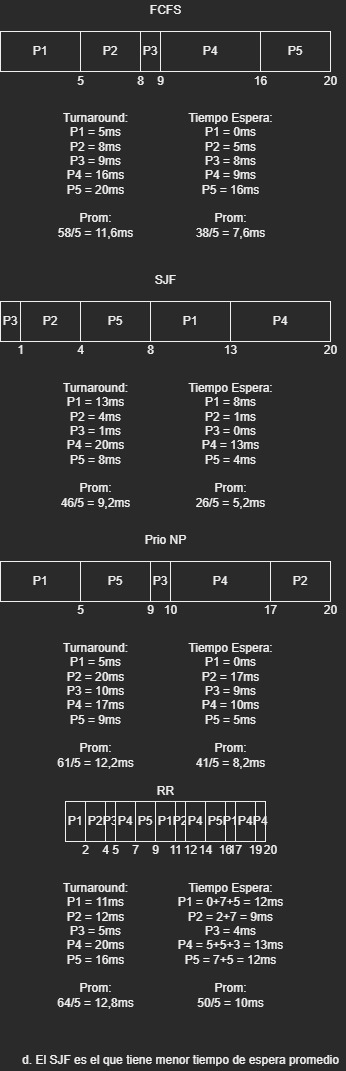 FCFS
P1 P2 P3 P4 P5
5 8 9 16 20
Turnaround: Tiempo Espera:
P1 = 5ms P1 = 0ms
P2 = 8ms P2 = 5ms
P3 = 9ms P3 = 8ms
P4 = 16ms P4 = 9ms
P5 = 20ms P5 = 16ms
Prom: Prom:
58/5 = 11,6ms 38/5 = 7,6ms
SJF
P3 P2 P5 P1 P4
1 4 8 13 20
Turnaround: Tiempo Espera:
P1 = 13ms P1 = 8ms
P2 = 4ms P2 = 1ms
P3 = 1ms P3 = 0ms
P4 = 20ms P4 = 13ms
P5 = 8ms P5 = 4ms
Prom: Prom:
46/5 = 9,2ms 26/5 = 5,2ms
Prio NP
P1 P5 P3 P4 P2
5 9 10 17 20
Turnaround: Tiempo Espera:
P1 = 5ms P1 = 0ms
P2 = 20ms P2 = 17ms
P3 = 10ms P3 = 9ms
P4 = 17ms P4 = 10ms
P5 = 9ms P5 = 5ms
Prom: Prom:
61/5 = 12,2ms 41/5 = 8,2ms
RR
P1 P2 P3 P4 P5 P1 P2 P4 P5 P1 P4 P4
2 4 5 7 9 11 12 14 16 17 19 20
Turnaround: Tiempo Espera:
P1 = 11ms P1 = 0+7+5 = 12ms
P2 = 12ms P2 = 2+7 = 9ms
P3 = 5ms P3 = 4ms
P4 = 20ms P4 = 5+5+3 = 13ms
P5 = 16ms P5 = 7+5 = 12ms
Prom: Prom:
64/5 = 12,8ms 50/5 = 10ms
d. El SJF es el que tiene menor tiempo de espera promedio